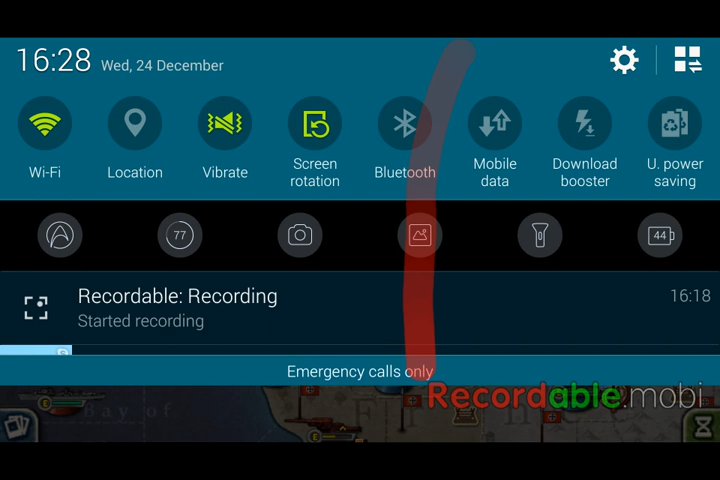 16:28 Wed, 24 December
Wi-Fi
Location
Vibrate
Screen
rotation
Bluetooth
Mobile
data
Download
booster
U. power
saving
77
44
Recordable: Recording
16:18
Started recording
Emergency calls only
Recordable.mobi
Bay of
E
E